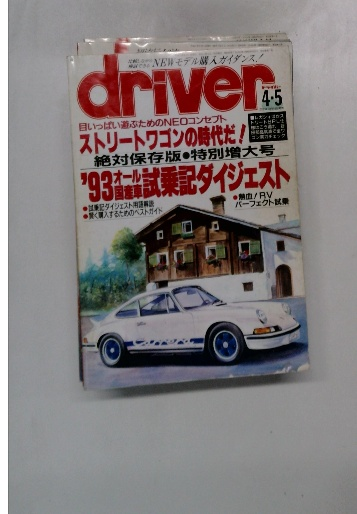 NEWモデル購入ガイダンス!
driver
4・5
目いっぱい遊ぶためのNEOコンセプト
ストリートワゴンの時代だ!
絶対保存版●特別増大号
'93オール国産車試乗記ダイジェスト
●試乗記ダイジェスト用語解説
●賢く購入するためのベストガイド
●熱血!RV
パーフェクト試乗
Carrera